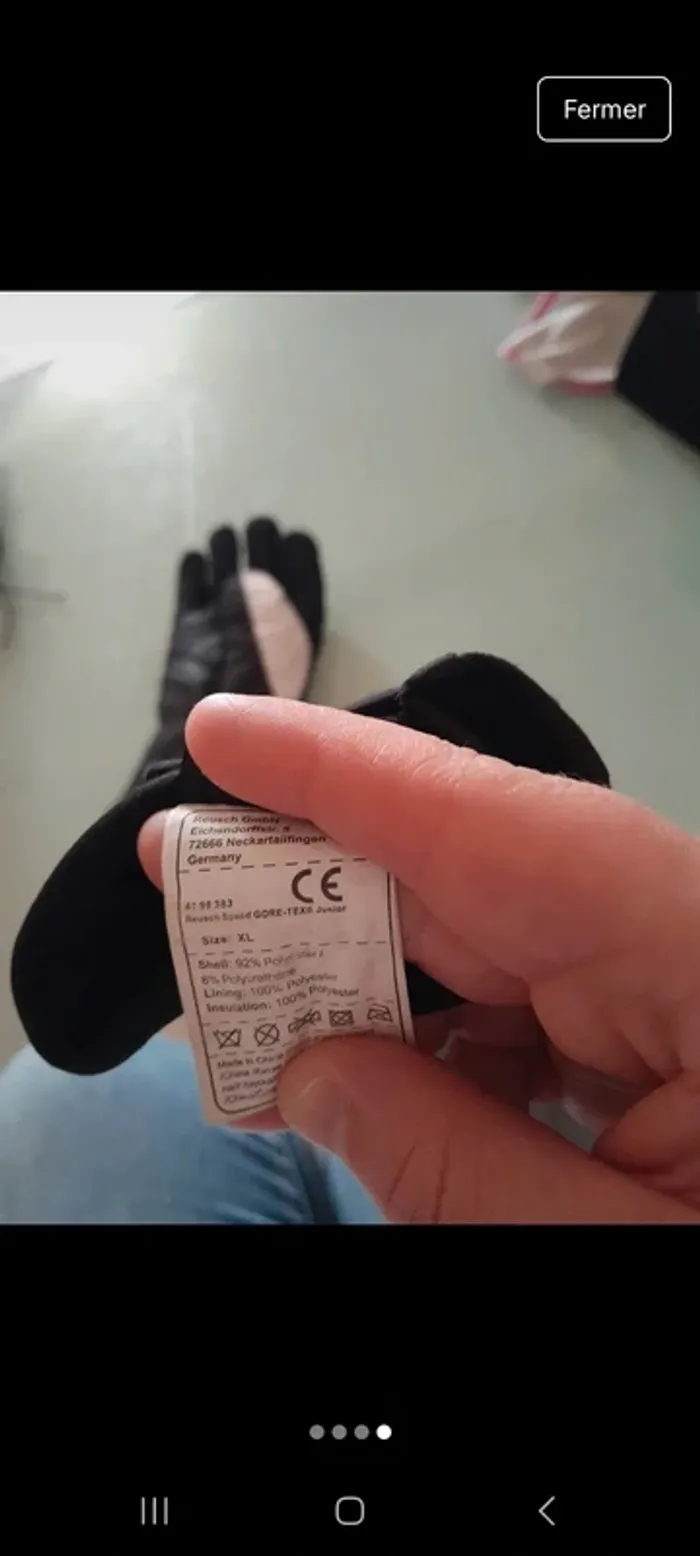 Fermer
Reusch GmbH
Eichendorffstr. 5
72666 Neckartailfingen
Germany
CE
41 99 383
Reusch Speed GORE-TEX® Junior
Size: XL
Shell: 92% Polyester /
8% Polyurethane
Lining: 100% Polyester
Insulation: 100% Polyester
Made in China